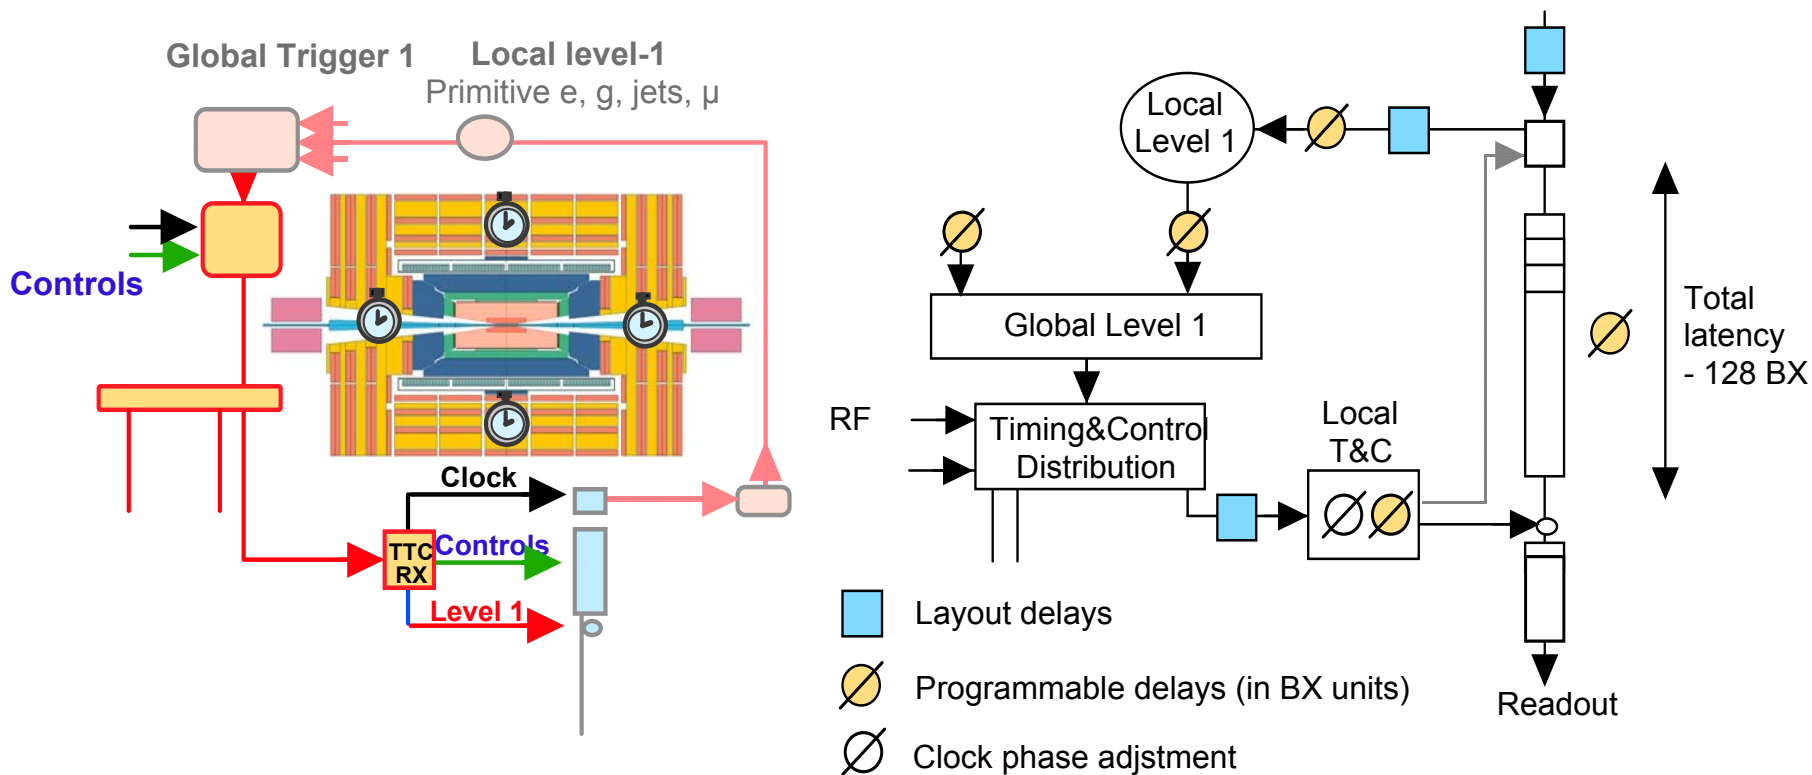 Global Trigger 1
Local level-1
Primitive e, g, jets, μ
Controls
Clock
TTC
RX
Controls
Level 1
Local
Level 1
Global Level 1
RF
Timing&Control
Distribution
Local
T&C
Total
latency
- 128 BX
Layout delays
Programmable delays (in BX units)
Clock phase adjstment
Readout